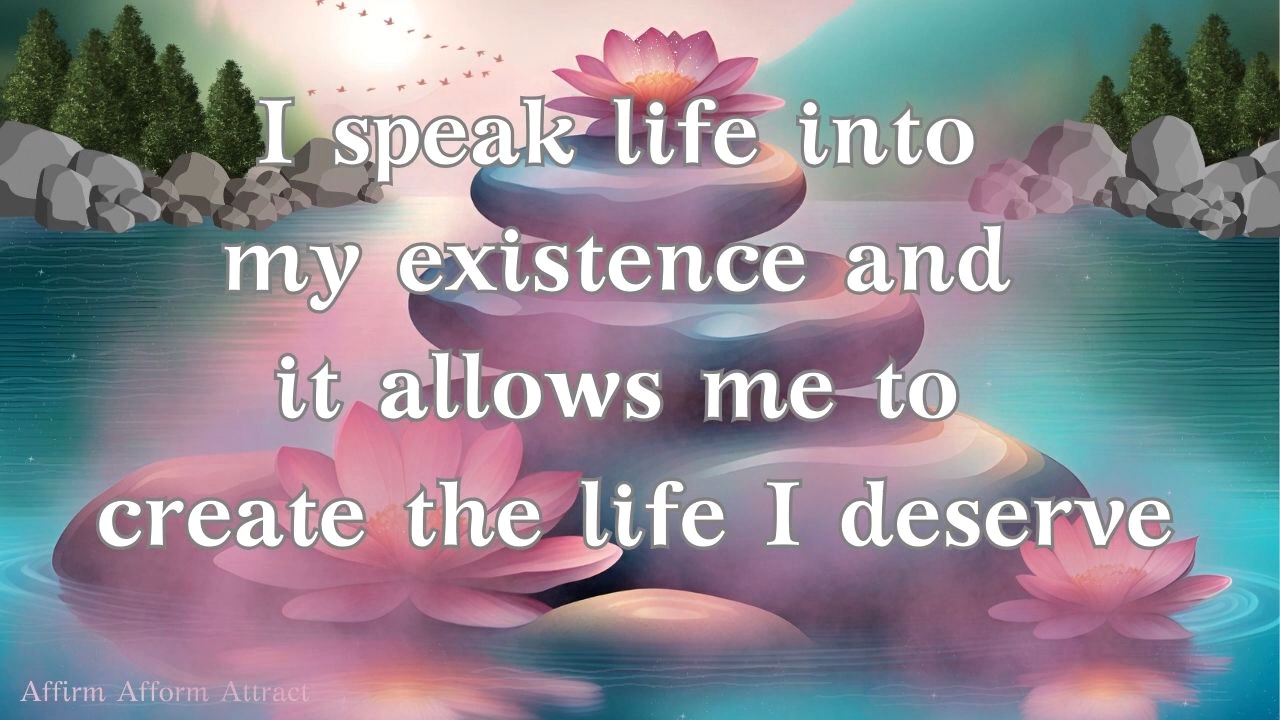 I speak life into
my existence and
it allows me to
create the life I deserve
Affirm Afform Attract